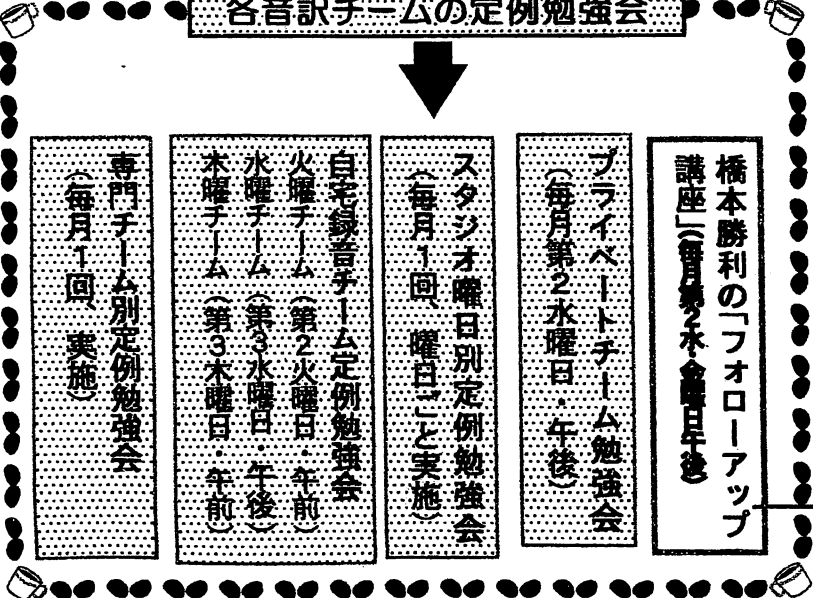 各音訳チームの定例勉強会
橋本勝利の「フォローアップ
講座」(毎月第2水・金曜日午後)
プライベートチーム勉強会
(毎月第2水曜日・午後)
スタジオ曜日別定例勉強会
(毎月1回、曜日ごと実施)
自宅録音チーム定例勉強会
火曜チーム(第2火曜日・午前)
水曜チーム(第3水曜日・午後)
木曜チーム(第3木曜日・午前)
専門チーム別定例勉強会
(毎月1回、実施)